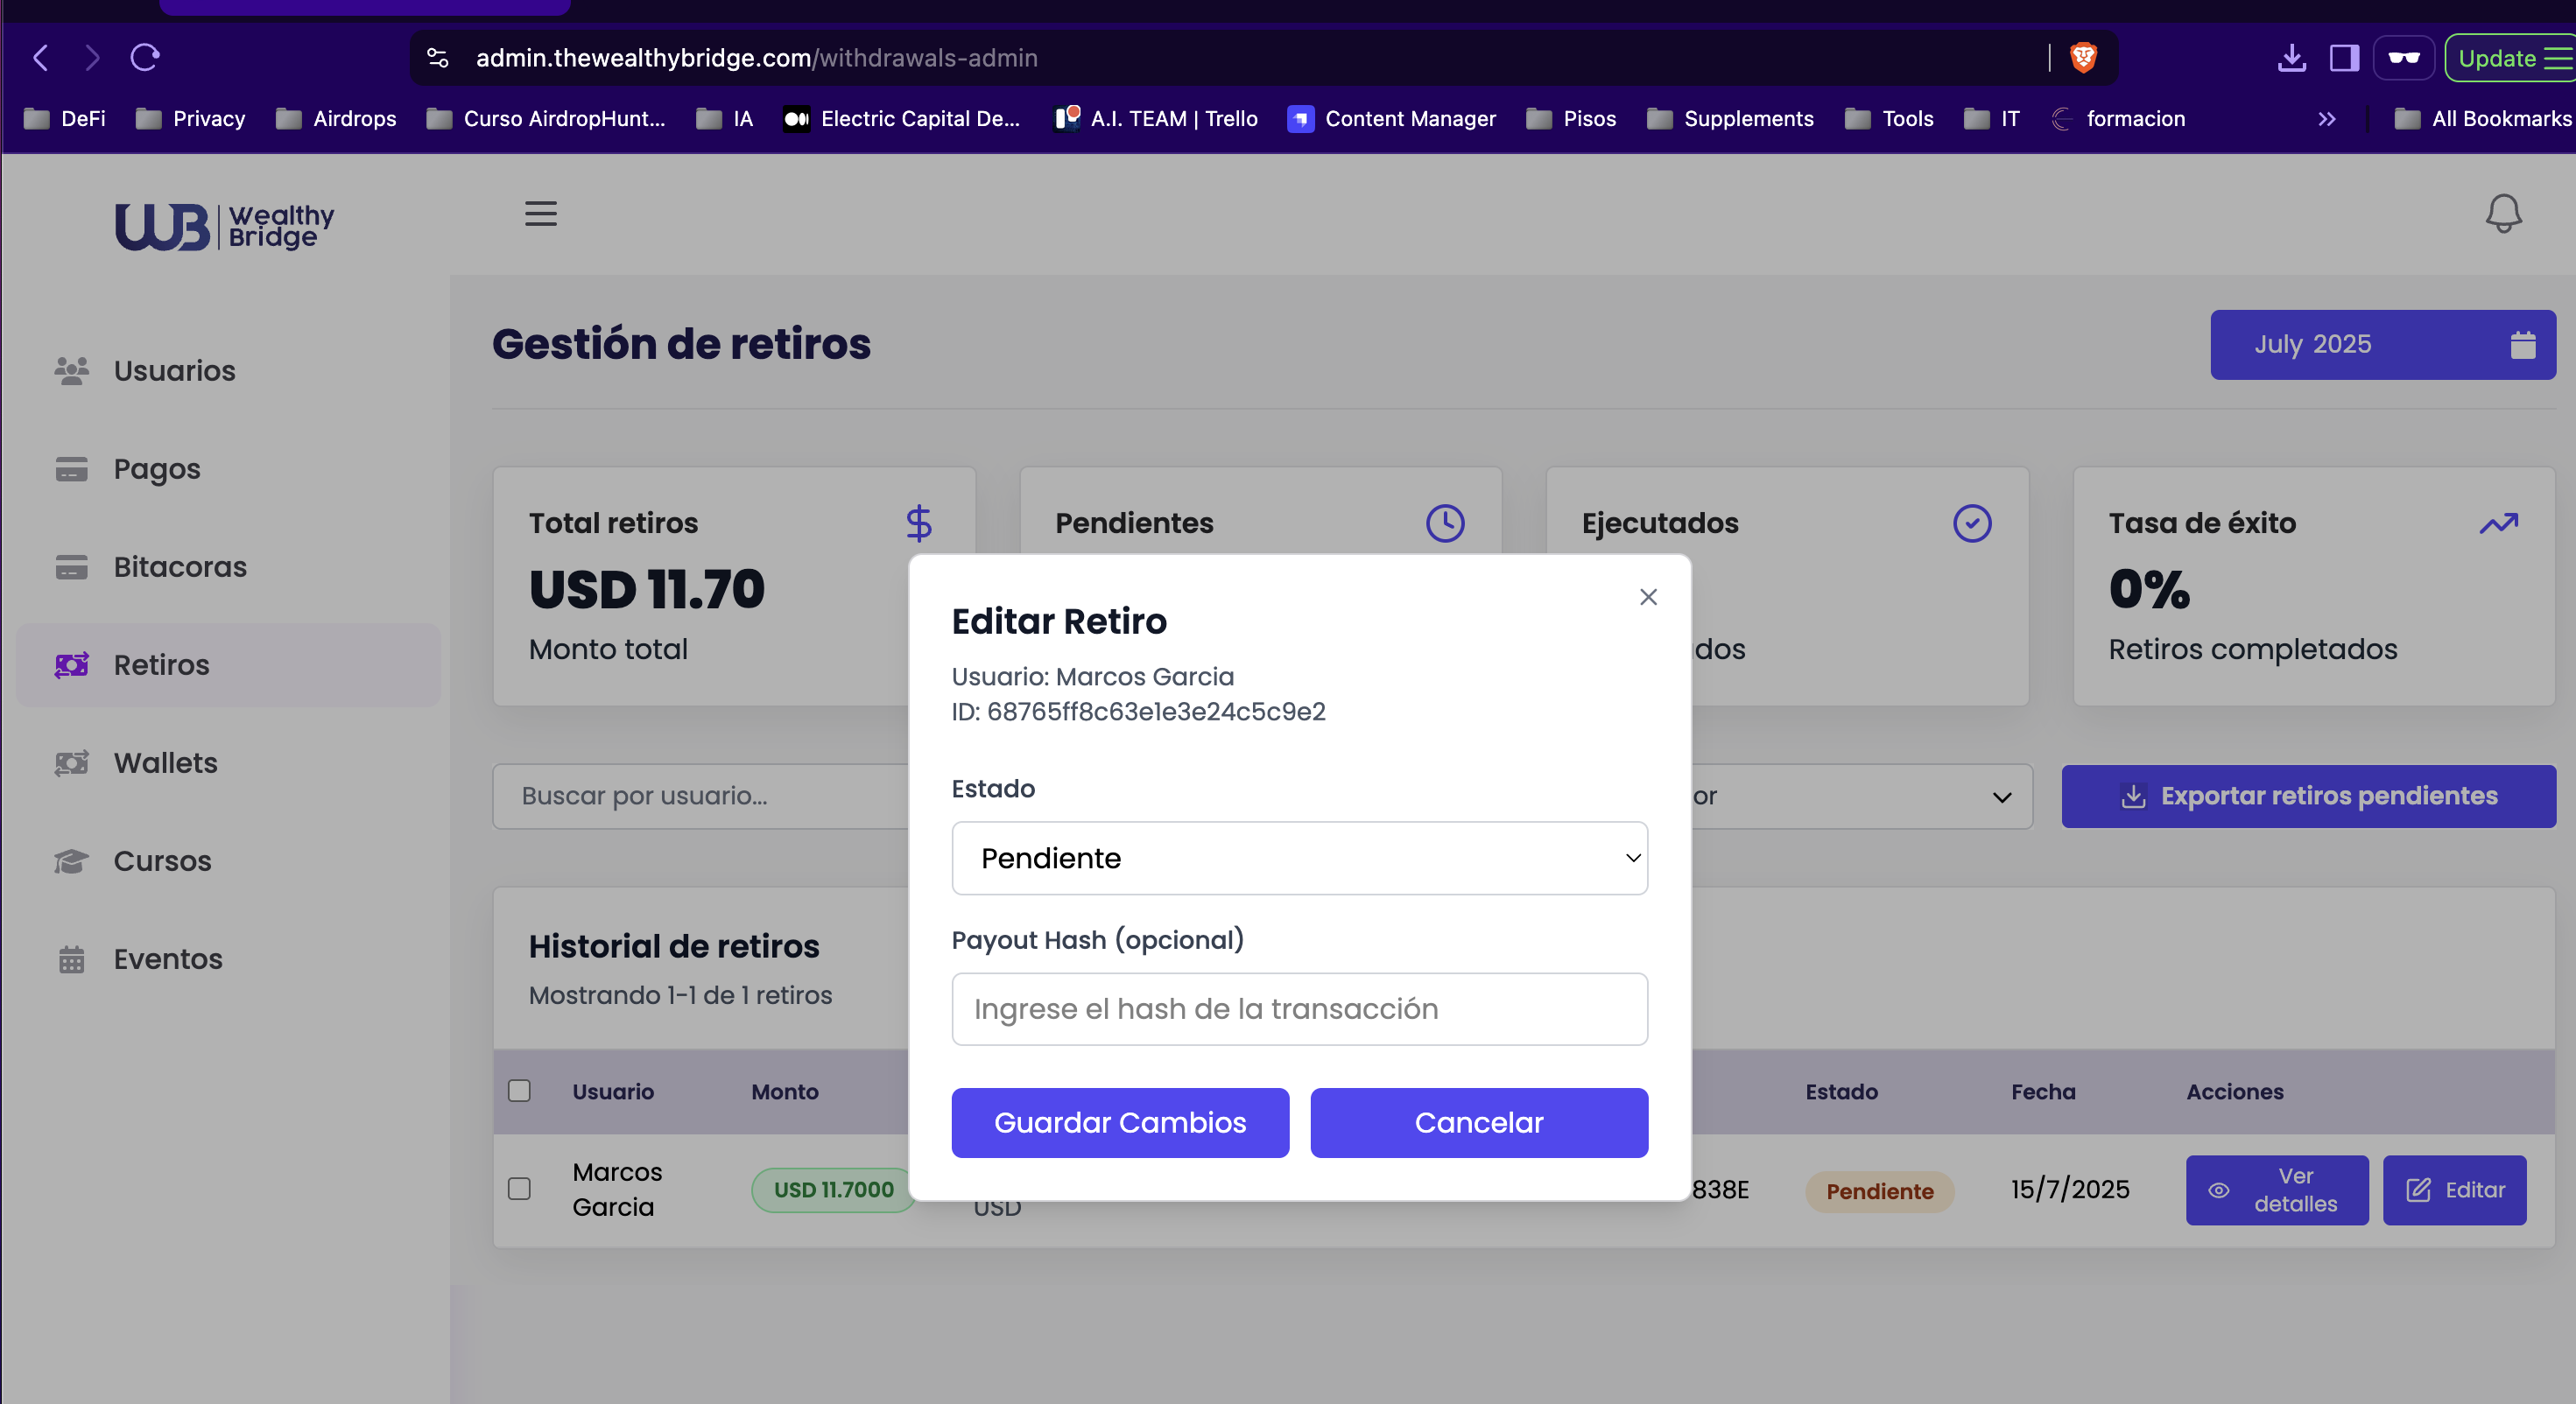 admin.thewealthybridge.com/withdrawals-admin
Update
DeFi
Privacy
Airdrops
Curso AirdropHunt...
IA
Electric Capital De...
A.I. TEAM | Trello
Content Manager
Pisos
Supplements
Tools
IT
formacion
All Bookmarks
WB Wealthy
Bridge
Usuarios
Pagos
Bitacoras
Retiros
Wallets
Cursos
Eventos
Gestión de retiros
July 2025
Total retiros
USD 11.70
Monto total
Pendientes
Ejecutados
dos
Tasa de éxito
0%
Retiros completados
Buscar por usuario...
or
Exportar retiros pendientes
Historial de retiros
Mostrando 1-1 de 1 retiros
Usuario
Monto
Estado
Fecha
Acciones
Marcos
Garcia
USD 11.7000
USD
838E
Pendiente
15/7/2025
Ver
detalles
Editar
Editar Retiro
Usuario: Marcos Garcia
ID: 68765ff8c63e1e3e24c5c9e2
Estado
Pendiente
Payout Hash (opcional)
Ingrese el hash de la transacción
Guardar Cambios
Cancelar